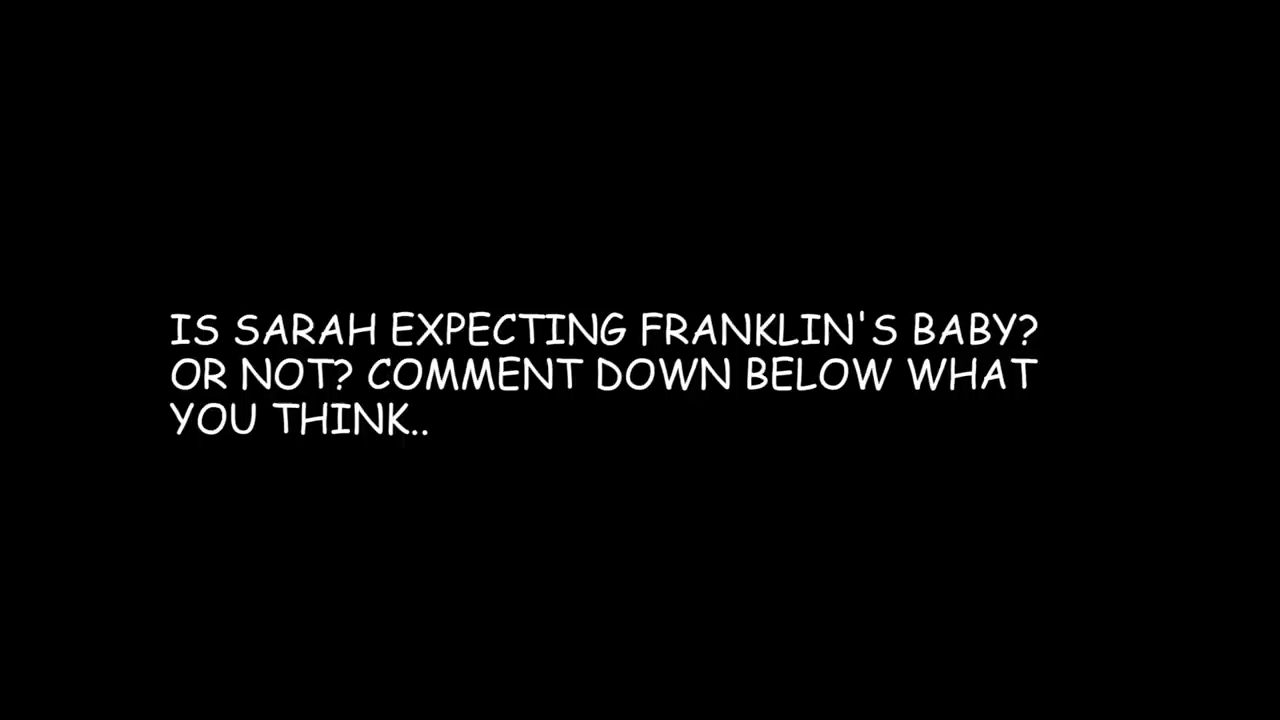 IS SARAH EXPECTING FRANKLIN'S BABY?
OR NOT? COMMENT DOWN BELOW WHAT
YOU THINK..